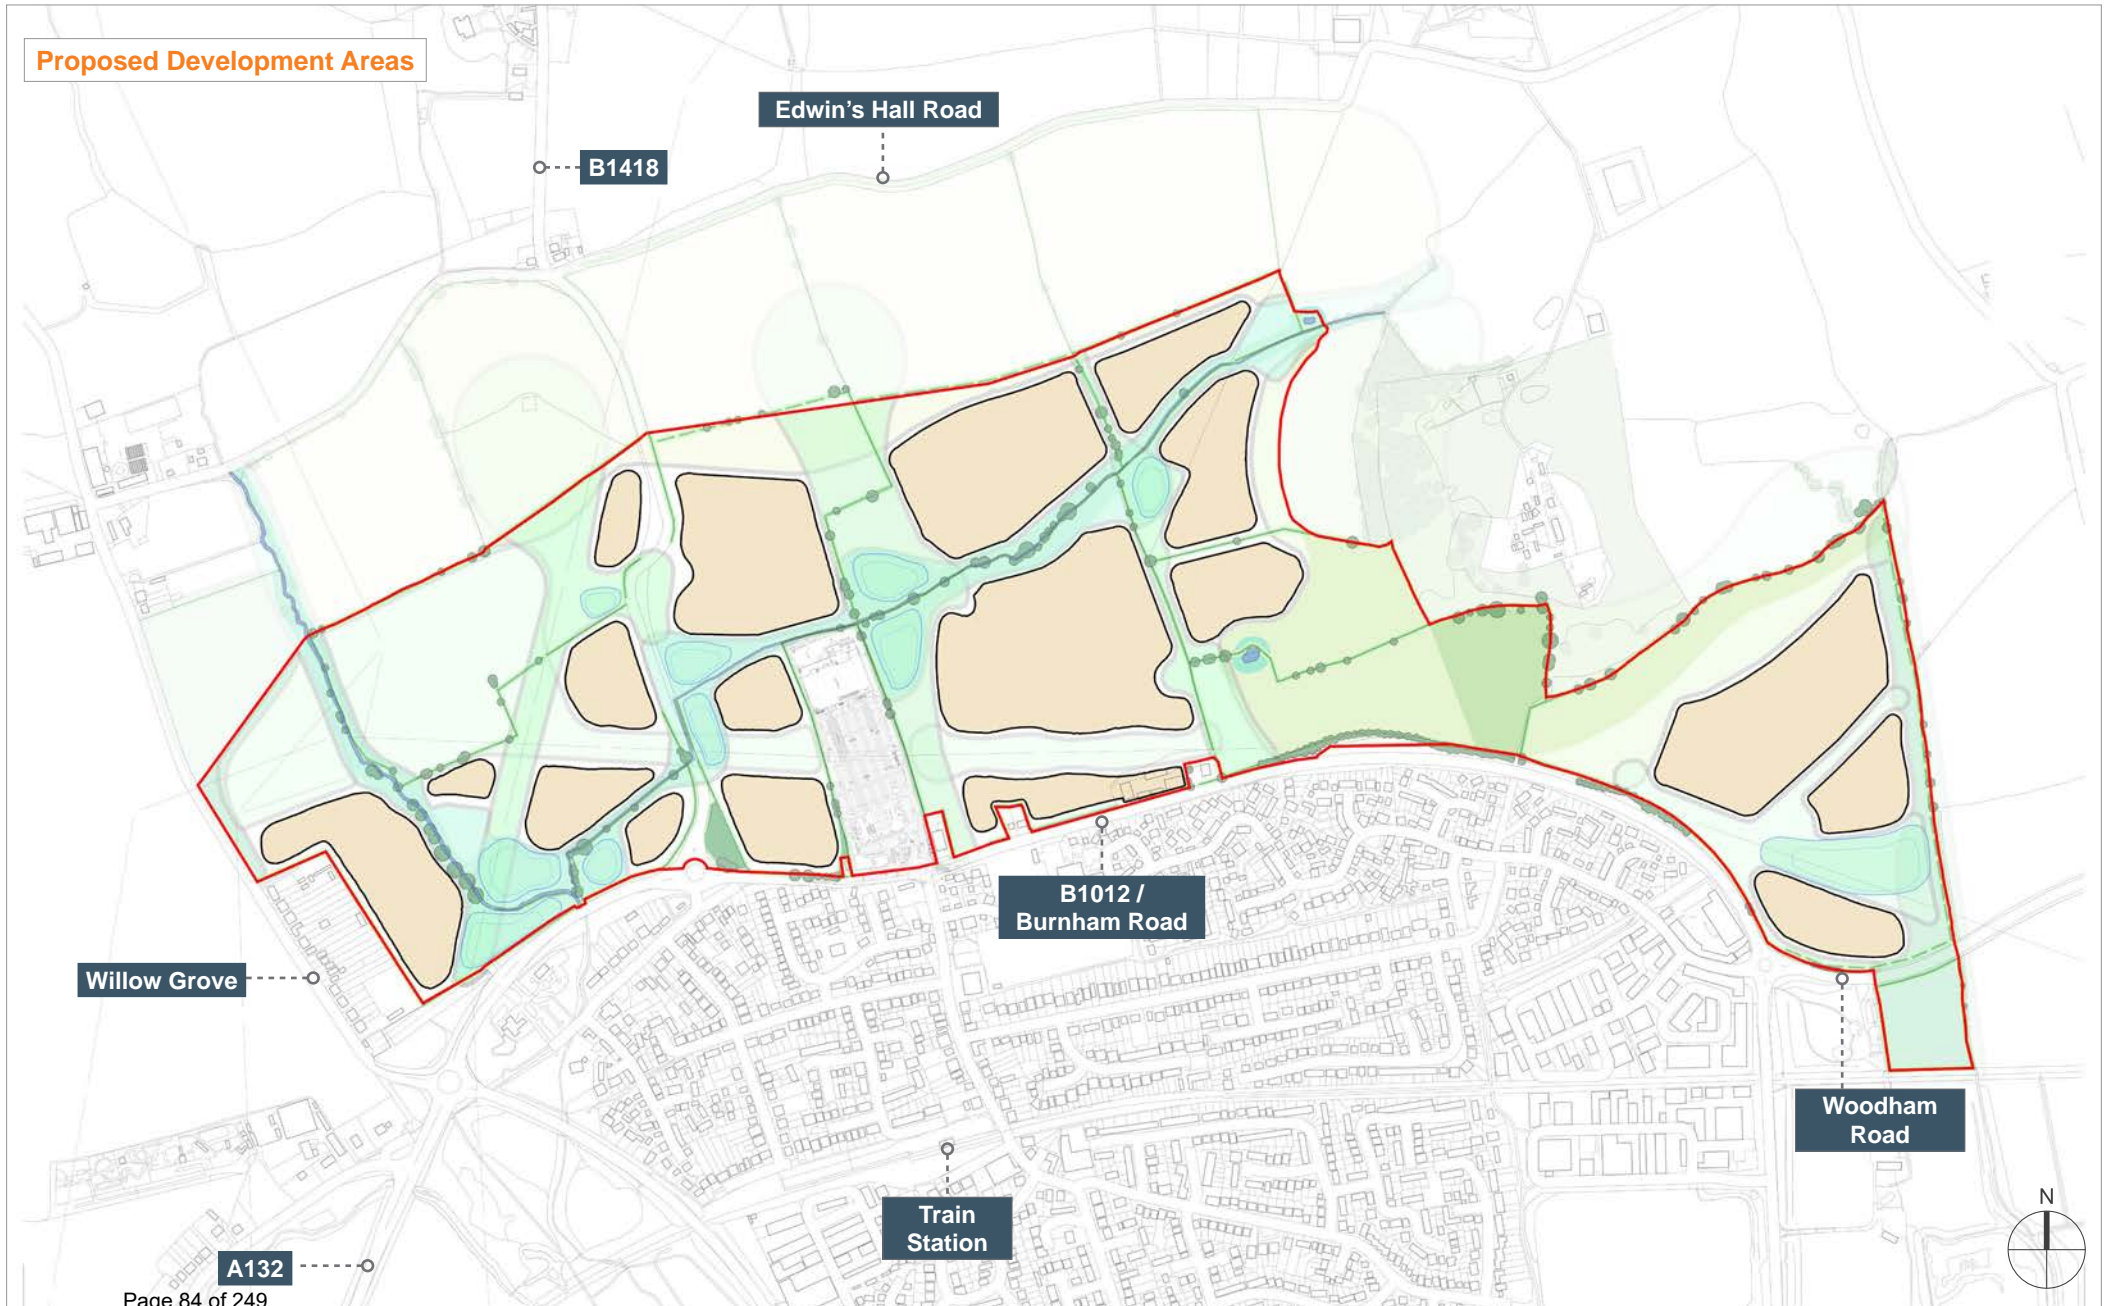 Proposed Development Areas
Edwin's Hall Road
B1418
B1012 /
Burnham Road
Willow Grove
Woodham
Road
Train
Station
N
A132
Page 84 of 249